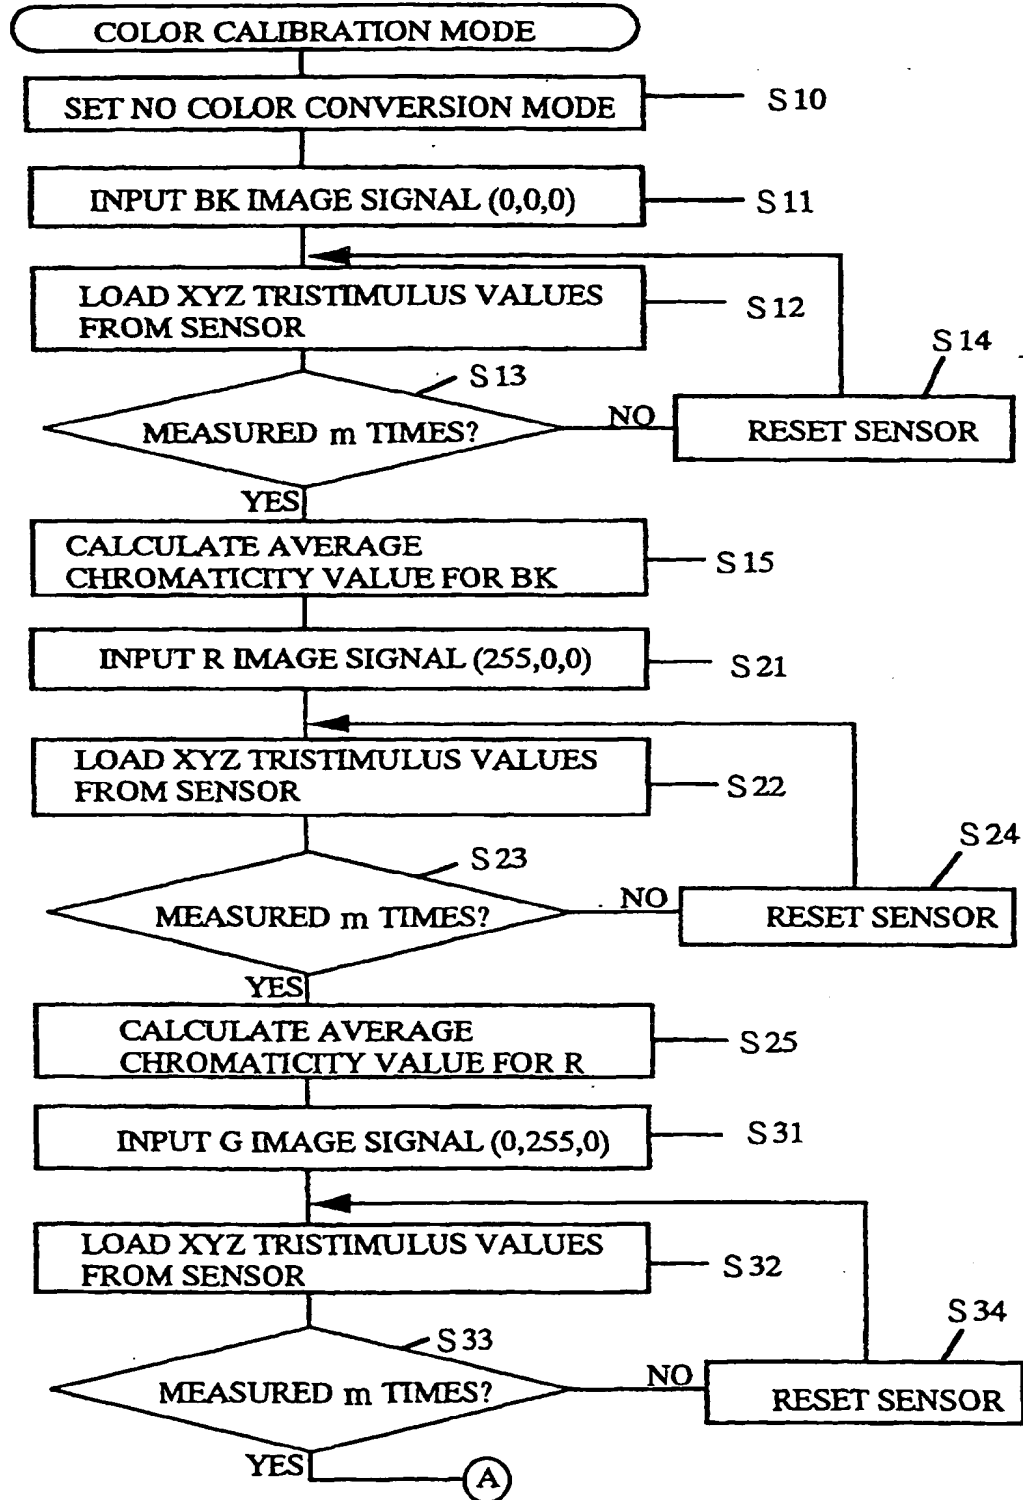 COLOR CALIBRATION MODE
SET NO COLOR CONVERSION MODE
S10
INPUT BK IMAGE SIGNAL (0,0,0)
S11
LOAD XYZ TRISTIMULUS VALUES
FROM SENSOR
S12
S13
S14
MEASURED m TIMES?
NO
RESET SENSOR
YES
CALCULATE AVERAGE
CHROMATICITY VALUE FOR BK
S15
INPUT R IMAGE SIGNAL (255,0,0)
S21
LOAD XYZ TRISTIMULUS VALUES
FROM SENSOR
S22
S23
S24
MEASURED m TIMES?
NO
RESET SENSOR
YES
CALCULATE AVERAGE
CHROMATICITY VALUE FOR R
S25
INPUT G IMAGE SIGNAL (0,255,0)
S31
LOAD XYZ TRISTIMULUS VALUES
FROM SENSOR
S32
S33
S34
MEASURED m TIMES?
NO
RESET SENSOR
YES
A